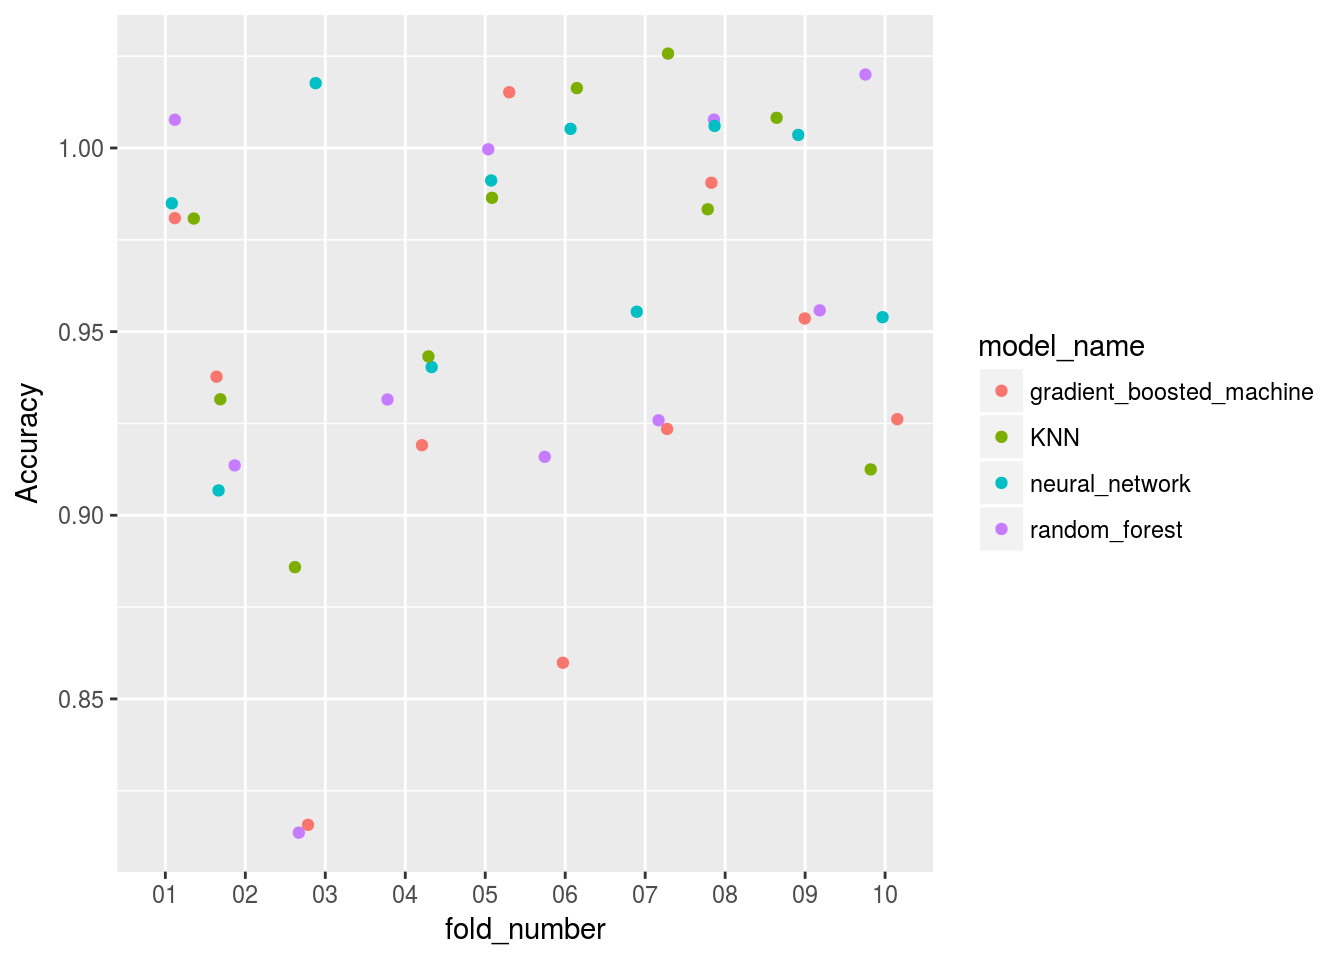 1.00
0.95
0.90
0.85
Accuracy
01 02 03 04 05 06 07 08 09 10
fold_number
model_name
gradient_boosted_machine
KNN
neural_network
random_forest